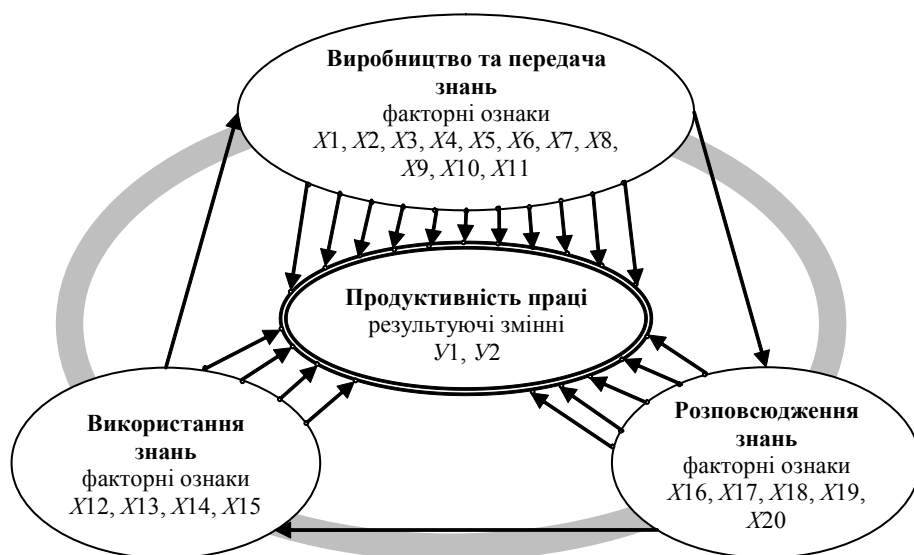 Виробництво та передача
знань
факторні ознаки
X1, X2, X3, X4, X5, X6, X7, X8,
X9, X10, X11
Продуктивність праці
результуючі змінні
У1, У2
Використання
знань
факторні ознаки
X12, X13, X14, X15
Розповсюдження
знань
факторні ознаки
X16, X17, X18, X19,
X20